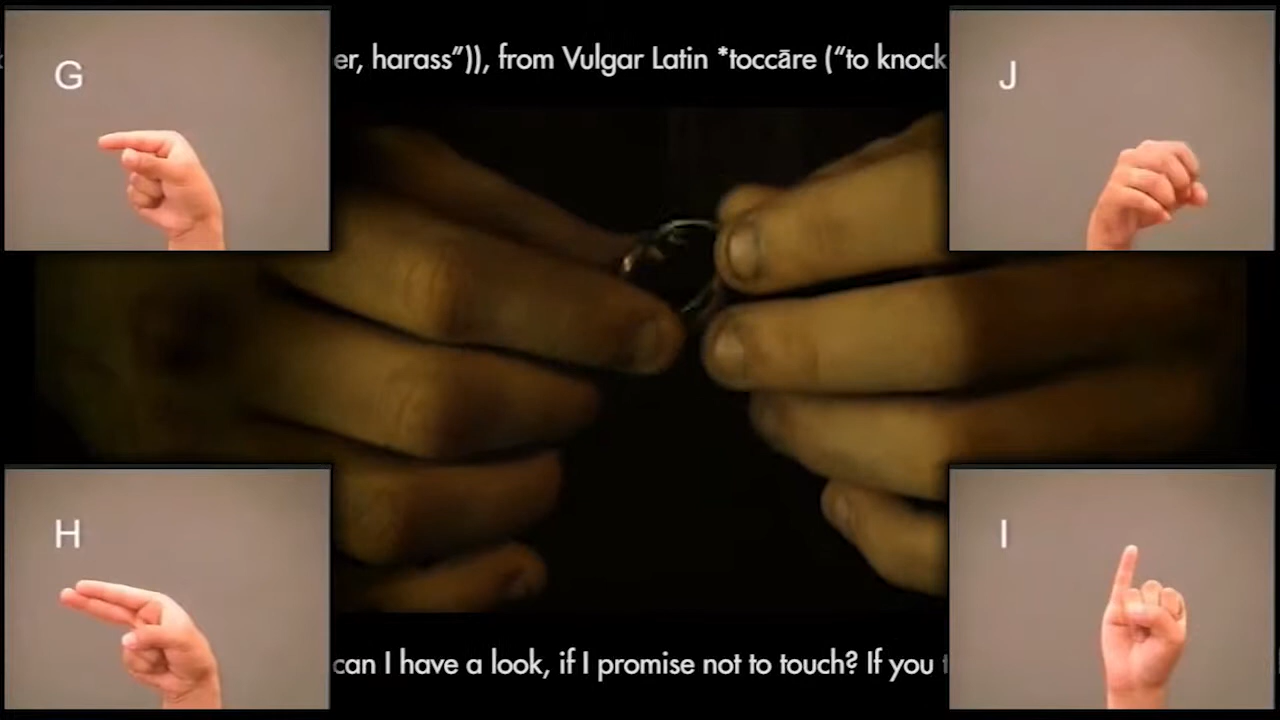 G
er, harass”)), from Vulgar Latin *toccāre (“to knock
J
H
I
can I have a look, if I promise not to touch? If you